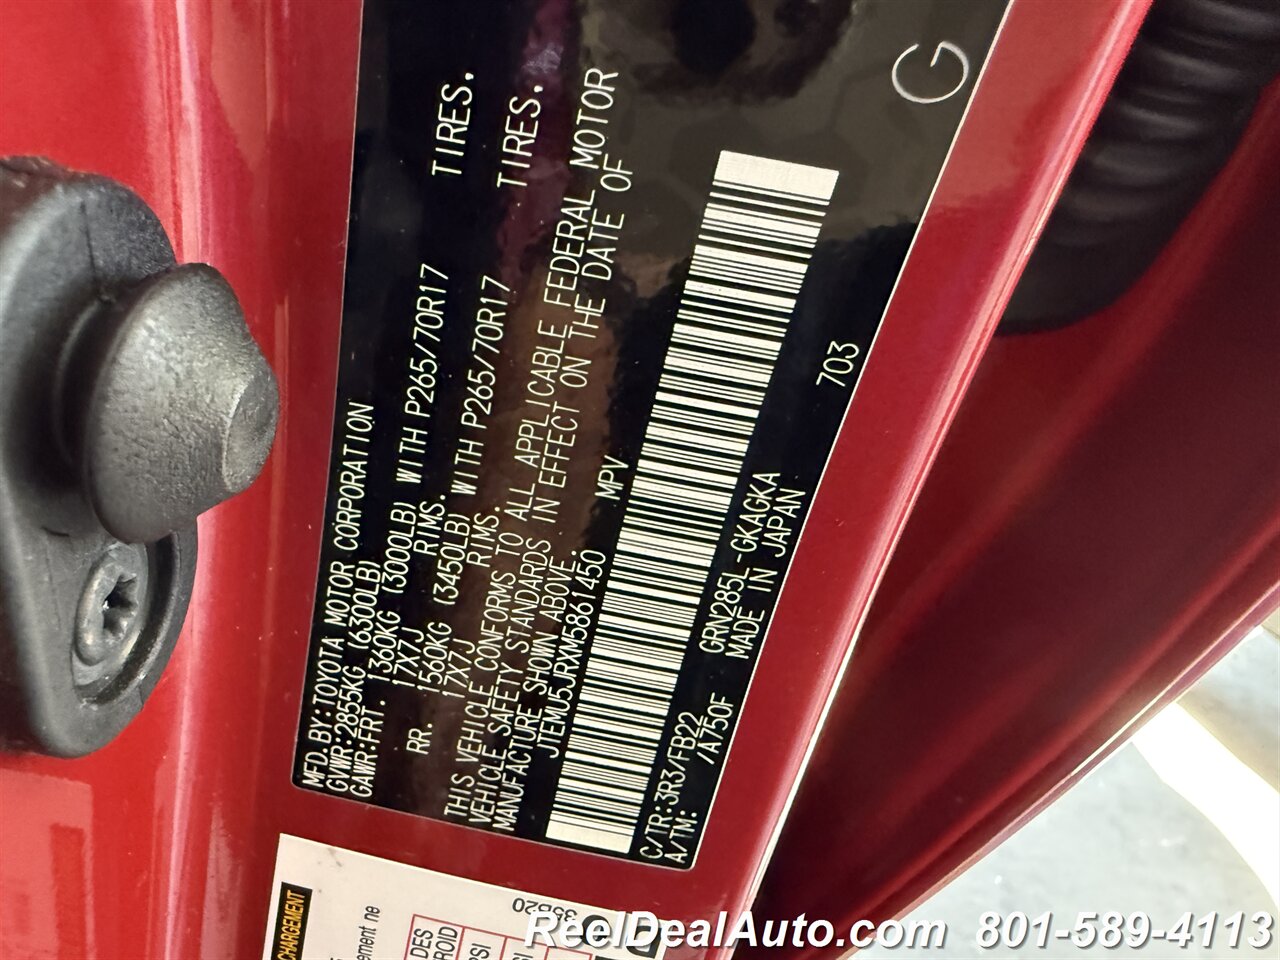 MFD.BY:TOYOTA MOTOR CORPORATION
GVWR:2855KG (6300LB)
GAWR:FRT. 1360KG (3000LB) WITH P265/70R17 TIRES.
17X7J RIMS.
RR. 1560KG (3450LB) WITH P265/70R17 TIRES.
17X7J RIMS.
THIS VEHICLE CONFORMS TO ALL APPLICABLE FEDERAL MOTOR
VEHICLE SAFETY STANDARDS IN EFFECT ON THE DATE OF
MANUFACTURE SHOWN ABOVE.
JTEMU5JRXM5861450 MPV
C/TR:3R3/FB22 GRN285L-GKAGKA 703
A/TM: /A750F MADE IN JAPAN
G
CHARGEMENT
35D20
ReelDealAuto.com 801-589-4113